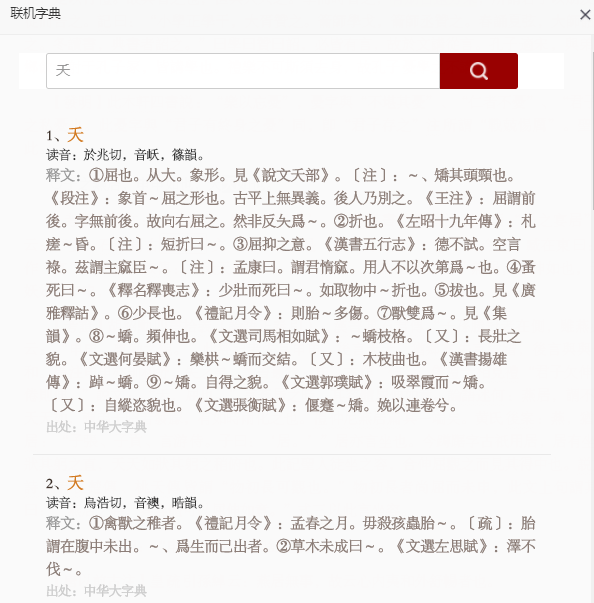 联机字典
夭
1、夭
读音：於兆切，音岆，篠韻。
释文：①屈也。从大。象形。見《說文夭部》。〔注〕：～、矯其頭頸也。
《段注》：象首～屈之形也。古平上無異義。後人乃別之。《王注》：屈謂前
後。字無前後。故向右屈之。然非反夨爲～。②折也。《左昭十九年傳》：札
瘥～昏。〔注〕：短折曰～。③屈抑之意。《漢書五行志》：德不試。空言
祿。茲謂主窳臣～。〔注〕：孟康曰。謂君惰窳。用人不以次第爲～也。④蚤
死曰～。《釋名釋喪志》：少壯而死曰～。如取物中～折也。⑤拔也。見《廣
雅釋詁》。⑥少長也。《禮記月令》：則胎～多傷。⑦獸雙爲～。見《集
韻》。⑧～蟜。頻伸也。《文選司馬相如賦》：～蟜枝格。〔又〕：長壯之
貌。《文選何晏賦》：欒栱～蟜而交結。〔又〕：木枝曲也。《漢書揚雄
傳》：踔～蟜。⑨～矯。自得之貌。《文選郭璞賦》：吸翠霞而～矯。
〔又〕：自縱恣貌也。《文選張衡賦》：偃蹇～矯。娩以連卷兮。
出处：中华大字典
2、夭
读音：烏浩切，音襖，晧韻。
释文：①禽獸之稚者。《禮記月令》：孟春之月。毋殺孩蟲胎～。〔疏〕：胎
謂在腹中未出。～、爲生而已出者。②草木未成曰～。《文選左思賦》：澤不
伐～。
出处：中华大字典